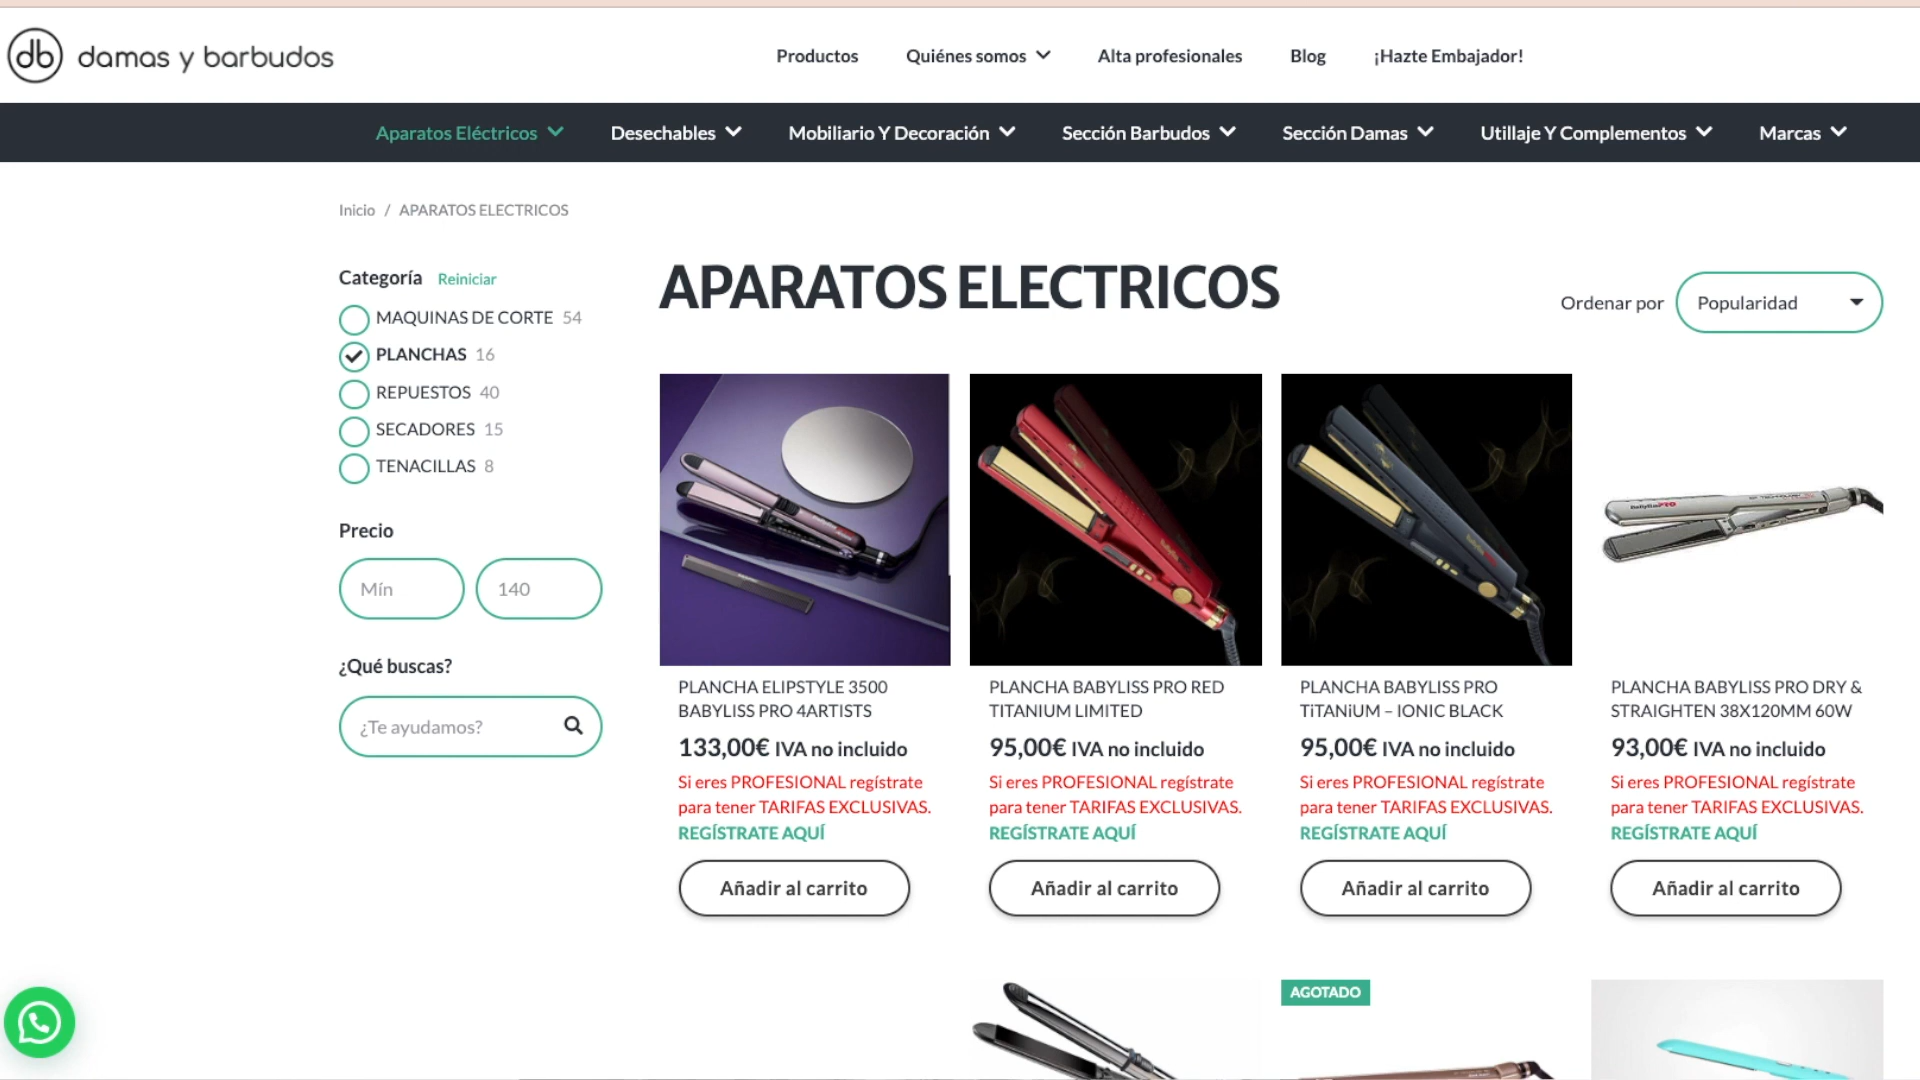 db damas y barbudos
Productos
Quiénes somos
Alta profesionales
Blog
¡Hazte Embajador!
Aparatos Eléctricos
Desechables
Mobiliario Y Decoración
Sección Barbudos
Sección Damas
Utillaje Y Complementos
Marcas
Inicio / APARATOS ELECTRICOS
Categoría Reiniciar
MAQUINAS DE CORTE 54
PLANCHAS 16
REPUESTOS 40
SECADORES 15
TENACILLAS 8
Precio
Mín
140
¿Qué buscas?
¿Te ayudamos?
APARATOS ELECTRICOS
Ordenar por
Popularidad
PLANCHA ELIPSTYLE 3500
BABYLISS PRO 4ARTISTS
133,00€ IVA no incluido
Si eres PROFESIONAL regístrate
para tener TARIFAS EXCLUSIVAS.
REGÍSTRATE AQUÍ
Añadir al carrito
PLANCHA BABYLISS PRO RED
TITANIUM LIMITED
95,00€ IVA no incluido
Si eres PROFESIONAL regístrate
para tener TARIFAS EXCLUSIVAS.
REGÍSTRATE AQUÍ
Añadir al carrito
PLANCHA BABYLISS PRO
TiTANiUM – IONIC BLACK
95,00€ IVA no incluido
Si eres PROFESIONAL regístrate
para tener TARIFAS EXCLUSIVAS.
REGÍSTRATE AQUÍ
Añadir al carrito
BaBylissPRO
PLANCHA BABYLISS PRO DRY &
STRAIGHTEN 38X120MM 60W
93,00€ IVA no incluido
Si eres PROFESIONAL regístrate
para tener TARIFAS EXCLUSIVAS.
REGÍSTRATE AQUÍ
Añadir al carrito
AGOTADO